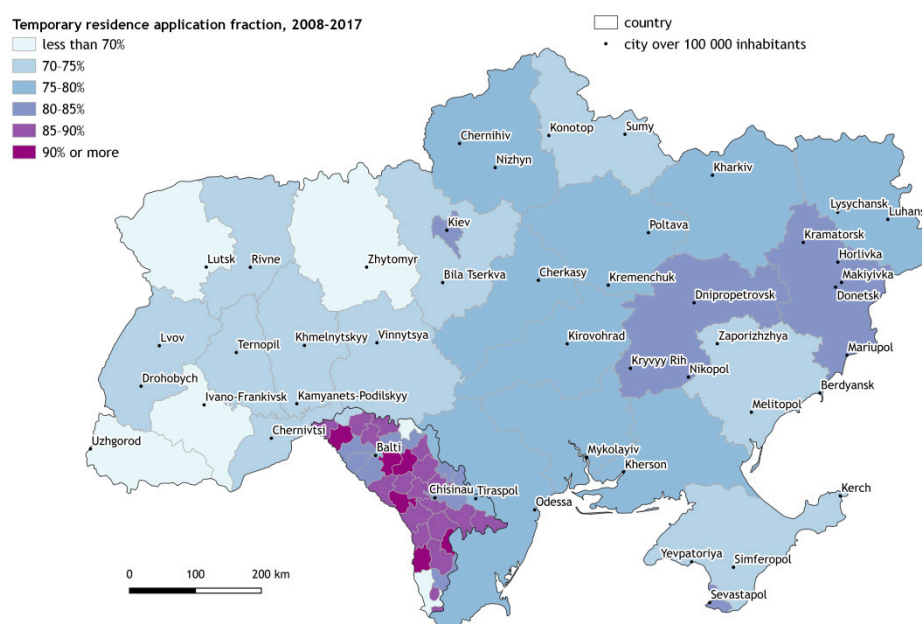 Temporary residence application fraction, 2008-2017
less than 70%
70-75%
75-80%
80-85%
85-90%
90% or more
country
city over 100 000 inhabitants
Chernihiv
Konotop
Sumy
Nizhyn
Kharkiv
Lysychansk
Luhans
Kiev
Poltava
Kramatorsk
Lutsk
Rivne
Zhytomyr
Horlivka
Bila Tserkva
Cherkasy
Kremenchuk
Makiyivka
Donetsk
Dnipropetrovsk
Lvov
Ternopil
Khmelnytskyy
Vinnytsya
Kirovohrad
Zaporizhzhya
Mariupol
Kryvyy Rih
Nikopol
Drohobych
Ivano-Frankivsk
Kamyanets-Podilskyy
Berdyansk
Melitopol
Chernivtsi
Uzhgorod
Balti
Mykolayiv
Kherson
Chisinau
Tiraspol
Odessa
Kerch
Yevpatoriya
Simferopol
Sevastapol
0 100 200 km